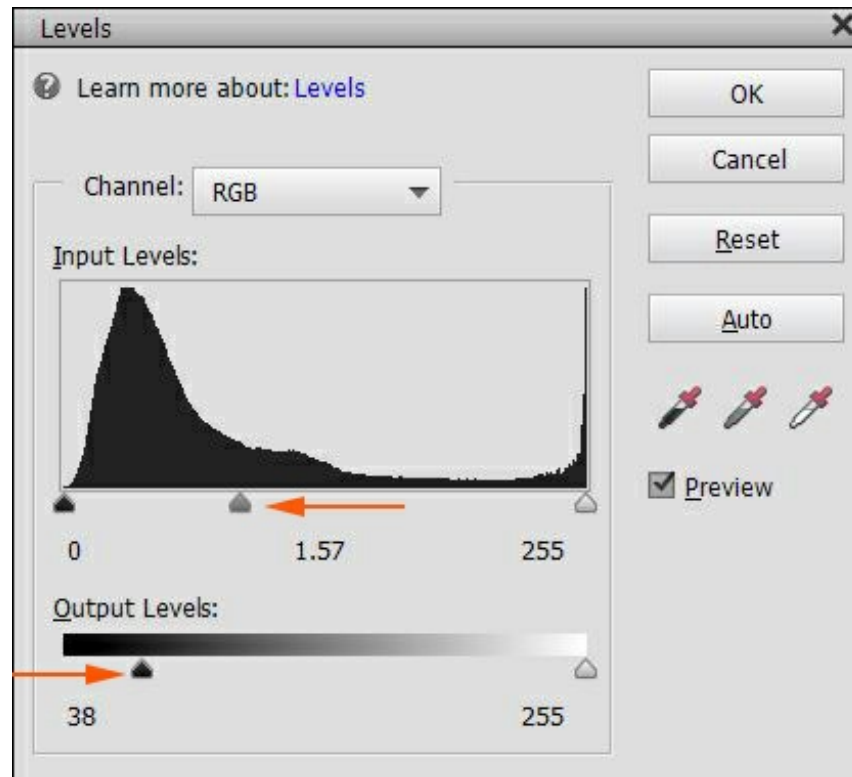 Levels
Learn more about: Levels
OK
Cancel
Channel: RGB
Reset
Input Levels:
Auto
Preview
0 1.57 255
Output Levels:
38 255